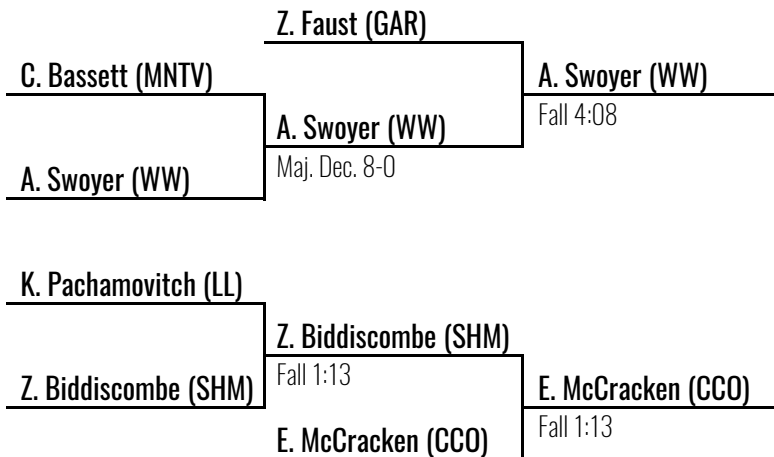 Z. Faust (GAR)
C. Bassett (MNTV)
A. Swoyer (WW)
Fall 4:08
A. Swoyer (WW)
Maj. Dec. 8-0
A. Swoyer (WW)
K. Pachamovitch (LL)
Z. Biddiscombe (SHM)
Fall 1:13
Z. Biddiscombe (SHM)
E. McCracken (CCO)
Fall 1:13
E. McCracken (CCO)